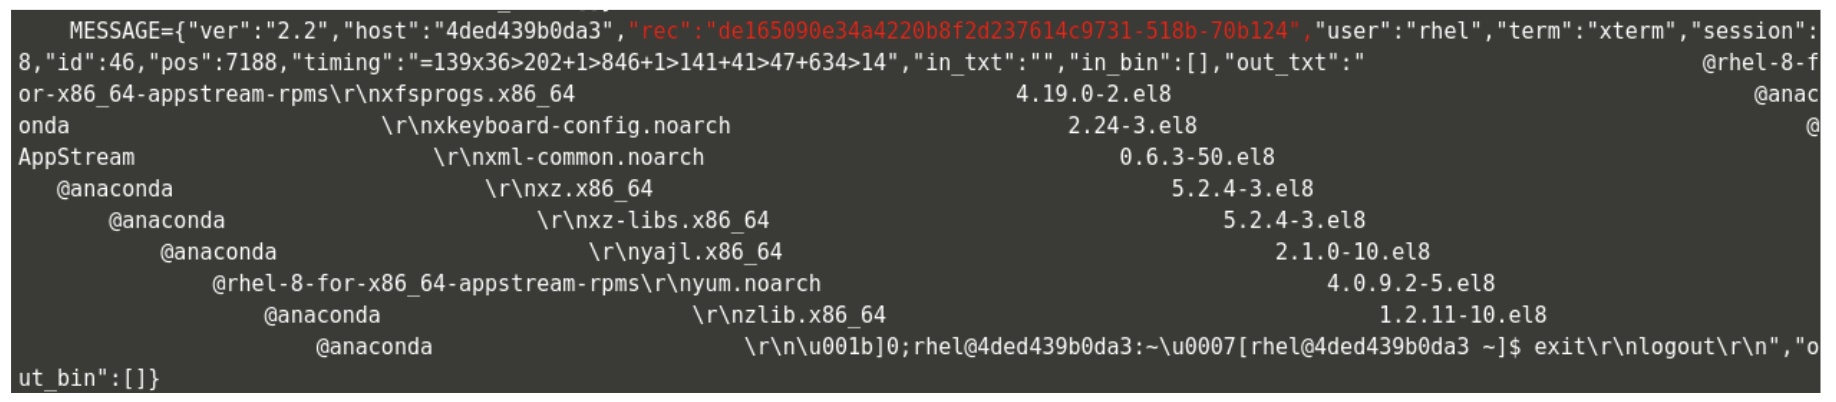 MESSAGE={"ver":"2.2","host":"4ded439b0da3","rec":"de165090e34a4220b8f2d237614c9731-518b-70b124","user":"rhel","term":"xterm","session":
8,"id":46,"pos":7188,"timing":"=139x36>202+1>846+1>141+41>47+634>14","in_txt":"","in_bin":[],"out_txt":" @rhel-8-f
or-x86_64-appstream-rpms\r\nxfsprogs.x86_64 4.19.0-2.el8 @anac
onda \r\nxkeyboard-config.noarch 2.24-3.el8 @
AppStream \r\nxml-common.noarch 0.6.3-50.el8
@anaconda \r\nxz.x86_64 5.2.4-3.el8
@anaconda \r\nxz-libs.x86_64 5.2.4-3.el8
@anaconda \r\nyajl.x86_64 2.1.0-10.el8
@rhel-8-for-x86_64-appstream-rpms\r\nyum.noarch 4.0.9.2-5.el8
@anaconda \r\nzlib.x86_64 1.2.11-10.el8
@anaconda \r\n\u001b]0;rhel@4ded439b0da3:~\u0007[rhel@4ded439b0da3 ~]$ exit\r\nlogout\r\n","o
ut_bin":[]}